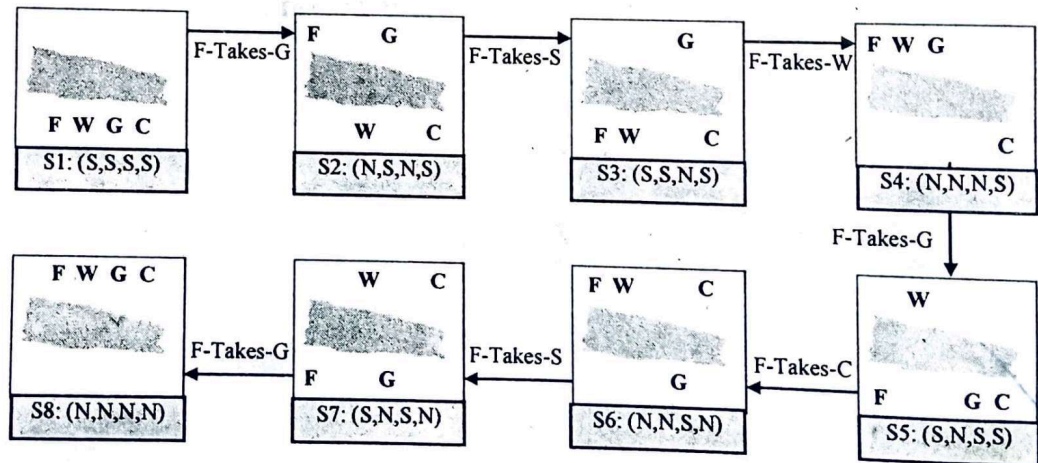 F-Takes-G
F G
W C
F-Takes-S
G
F W C
F-Takes-W
F W G
C
F W G C
S1: (S,S,S,S)
S2: (N,S,N,S)
S3: (S,S,N,S)
S4: (N,N,N,S)
F-Takes-G
F W G C
F-Takes-G
W C
F G
F-Takes-S
F W C
G
F-Takes-C
W
F G C
S8: (N,N,N,N)
S7: (S,N,S,N)
S6: (N,N,S,N)
S5: (S,N,S,S)